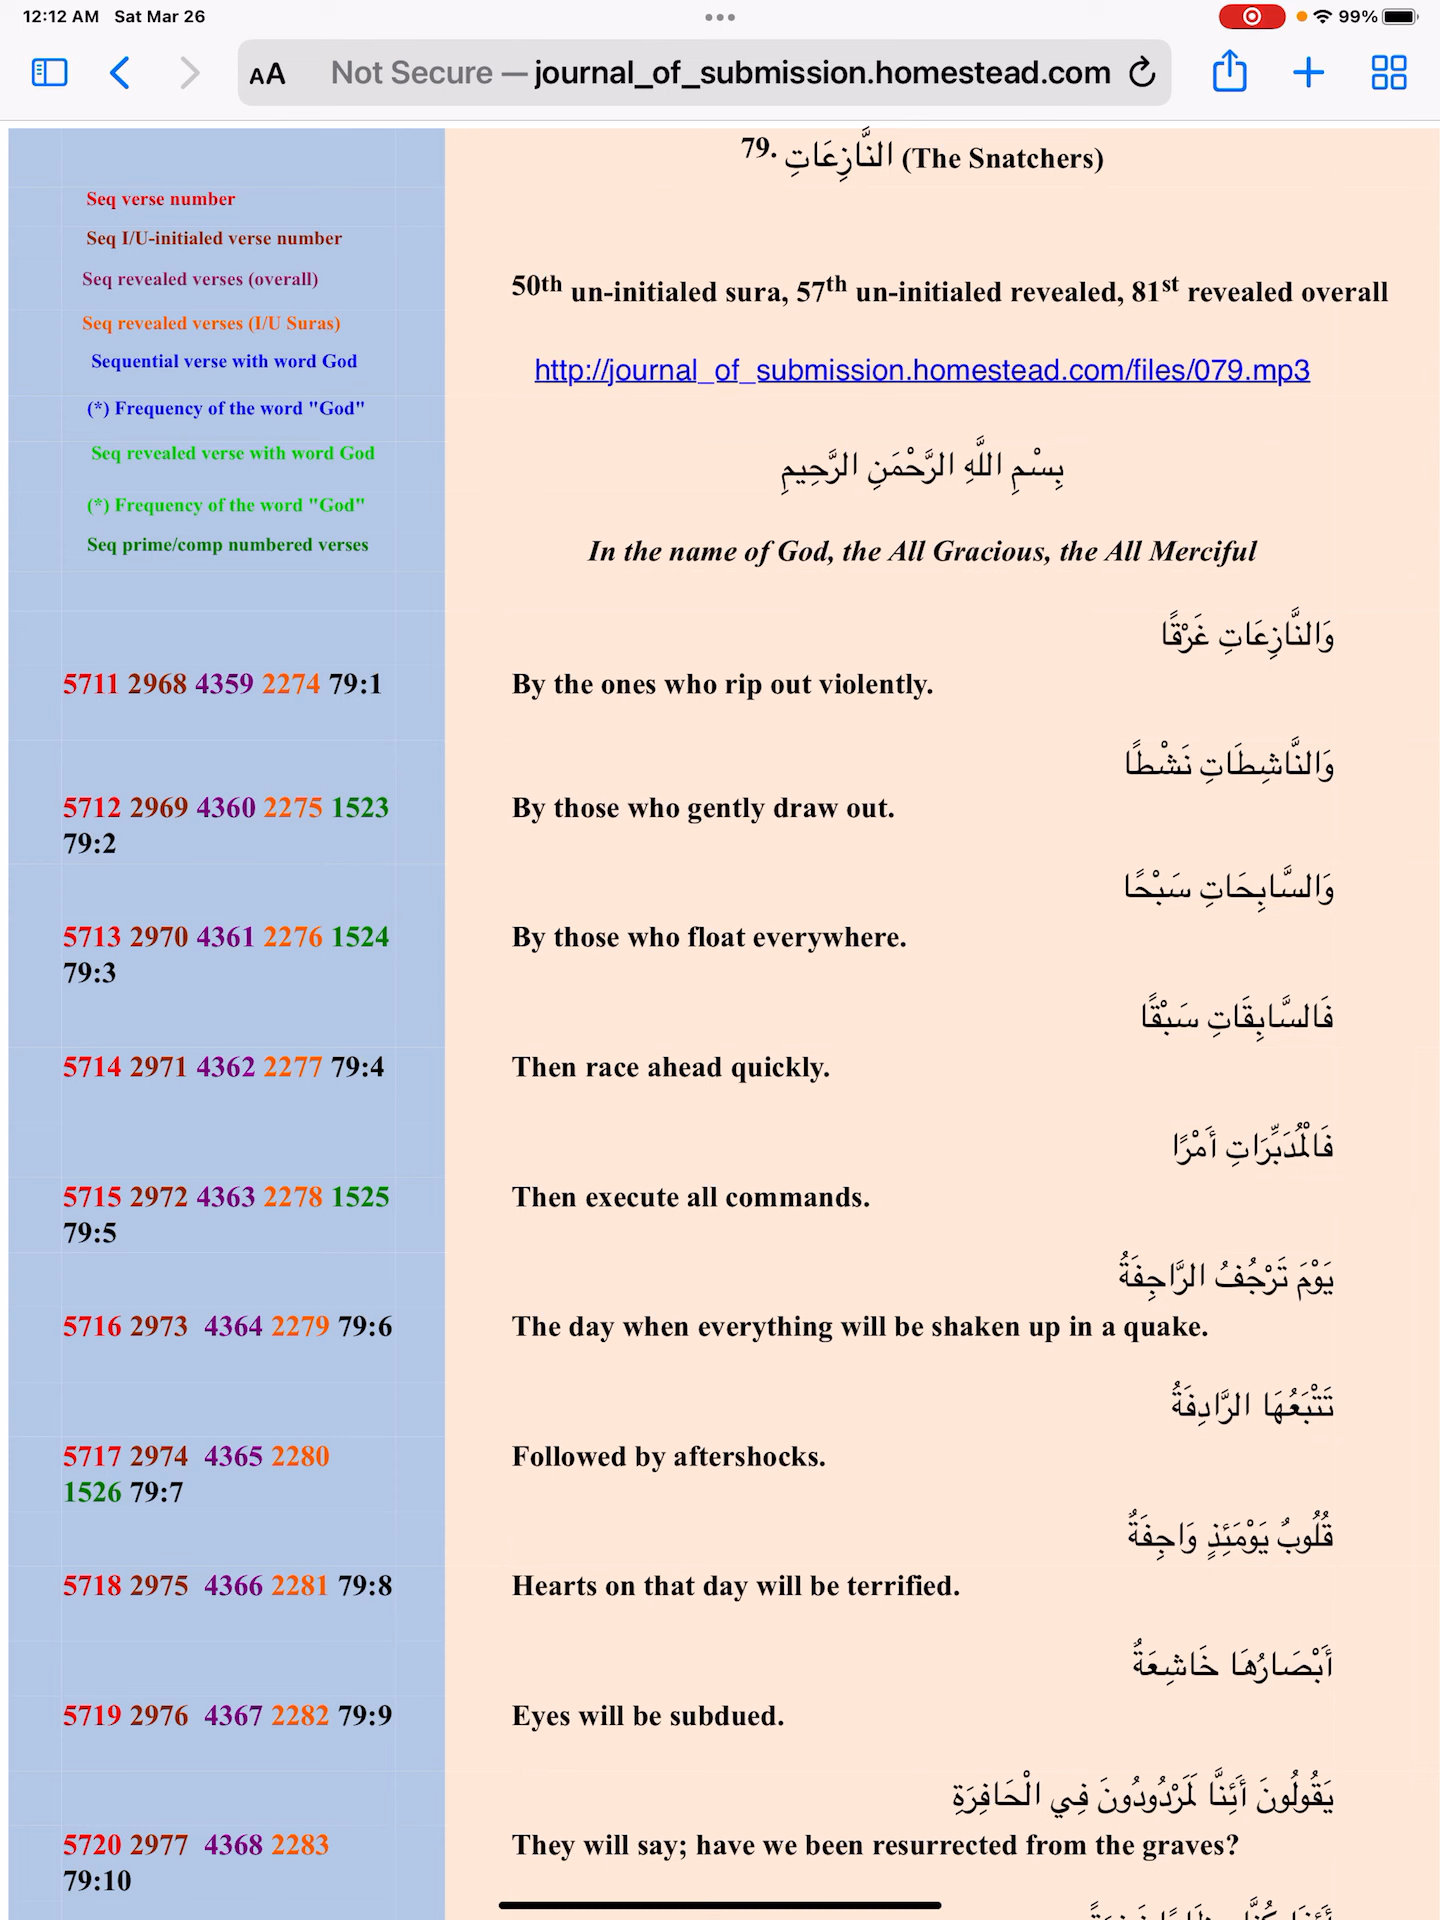 12:12 AM Sat Mar 26
99%
AA Not Secure — journal_of_submission.homestead.com
79. النَّازِعَاتِ (The Snatchers)
Seq verse number
Seq I/U-initialed verse number
Seq revealed verses (overall)
Seq revealed verses (I/U Suras)
Sequential verse with word God
(*) Frequency of the word "God"
Seq revealed verse with word God
(*) Frequency of the word "God"
Seq prime/comp numbered verses
50th un-initialed sura, 57th un-initialed revealed, 81st revealed overall
http://journal_of_submission.homestead.com/files/079.mp3
بِسْمِ اللَّهِ الرَّحْمَنِ الرَّحِيمِ
In the name of God, the All Gracious, the All Merciful
وَالنَّازِعَاتِ غَرْقًا
5711 2968 4359 2274 79:1
By the ones who rip out violently.
وَالنَّاشِطَاتِ نَشْطًا
5712 2969 4360 2275 1523
79:2
By those who gently draw out.
وَالسَّابِحَاتِ سَبْحًا
5713 2970 4361 2276 1524
79:3
By those who float everywhere.
فَالسَّابِقَاتِ سَبْقًا
5714 2971 4362 2277 79:4
Then race ahead quickly.
فَالْمُدَبِّرَاتِ أَمْرًا
5715 2972 4363 2278 1525
79:5
Then execute all commands.
يَوْمَ تَرْجُفُ الرَّاجِفَةُ
5716 2973 4364 2279 79:6
The day when everything will be shaken up in a quake.
تَتْبَعُهَا الرَّادِفَةُ
5717 2974 4365 2280
1526 79:7
Followed by aftershocks.
قُلُوبٌ يَوْمَئِذٍ وَاجِفَةٌ
5718 2975 4366 2281 79:8
Hearts on that day will be terrified.
أَبْصَارُهَا خَاشِعَةٌ
5719 2976 4367 2282 79:9
Eyes will be subdued.
يَقُولُونَ أَئِنَّا لَمَرْدُودُونَ فِي الْحَافِرَةِ
5720 2977 4368 2283
79:10
They will say; have we been resurrected from the graves?